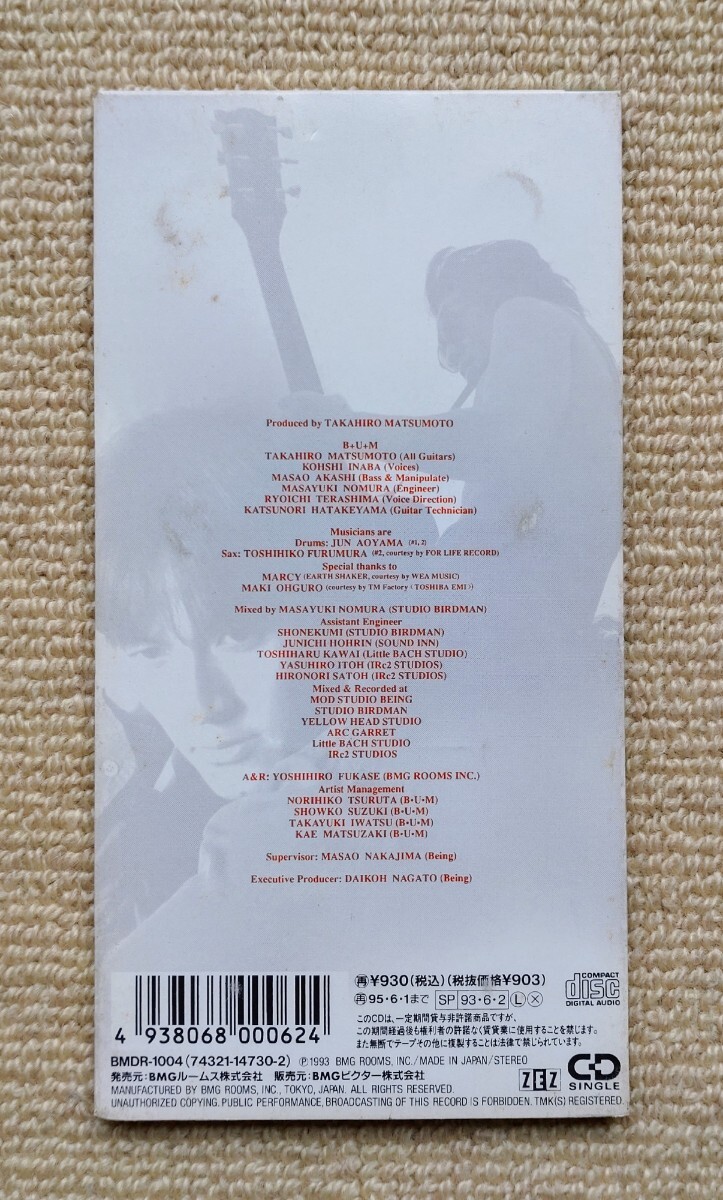 Produced by TAKAHIRO MATSUMOTO
B+U+M
TAKAHIRO MATSUMOTO (All Guitars)
KOHSHI INABA (Voices)
MASAO AKASHI (Bass & Manipulate)
MASAYUKI NOMURA (Engineer)
RYOICHI TERASHIMA (Voice Direction)
KATSUNORI HATAKEYAMA (Guitar Technician)
Musicians are
Drums: JUN AOYAMA (#1, 2)
Sax: TOSHIHIKO FURUMURA (#2, courtesy by FOR LIFE RECORD)
Special thanks to
MARCY (EARTH SHAKER, courtesy by WEA MUSIC)
MAKI OHGURO (courtesy by TM Factory〈TOSHIBA EMI〉)
Mixed by MASAYUKI NOMURA (STUDIO BIRDMAN)
Assistant Engineer
SHONEKUMI (STUDIO BIRDMAN)
JUNICHI HOHRIN (SOUND INN)
TOSHIHARU KAWAI (Little BACH STUDIO)
YASUHIRO ITOH (IRc2 STUDIOS)
HIRONORI SATOH (IRc2 STUDIOS)
Mixed & Recorded at
MOD STUDIO BEING
STUDIO BIRDMAN
YELLOW HEAD STUDIO
ARC GARRET
Little BACH STUDIO
IRc2 STUDIOS
A&R: YOSHIHIRO FUKASE (BMG ROOMS INC.)
Artist Management
NORIHIKO TSURUTA (B・U・M)
SHOWKO SUZUKI (B・U・M)
TAKAYUKI IWATSU (B・U・M)
KAE MATSUZAKI (B・U・M)
Supervisor: MASAO NAKAJIMA (Being)
Executive Producer: DAIKOH NAGATO (Being)
4 938068 000624
再¥930(税込)(税抜価格¥903)
再95・6・1まで SP 93・6・2 Ⓛ Ⓧ
このCDは、一定期間貸与非許諾商品ですが、
この期間経過後も権利者の許諾なく賃貸業に使用することを禁じます。
また無断でテープその他に複製することは法律で禁じられています。
COMPACT
disc
DIGITAL AUDIO
BMDR-1004 (74321-14730-2) Ⓟ1993 BMG ROOMS, INC./MADE IN JAPAN/STEREO
発売元:BMGルームス株式会社 販売元:BMGビクター株式会社
MANUFACTURED BY BMG ROOMS, INC., TOKYO, JAPAN. ALL RIGHTS RESERVED.
UNAUTHORIZED COPYING, PUBLIC PERFORMANCE, BROADCASTING OF THIS RECORD IS FORBIDDEN. TMK(S) REGISTERED.
ZEZ
CD
SINGLE